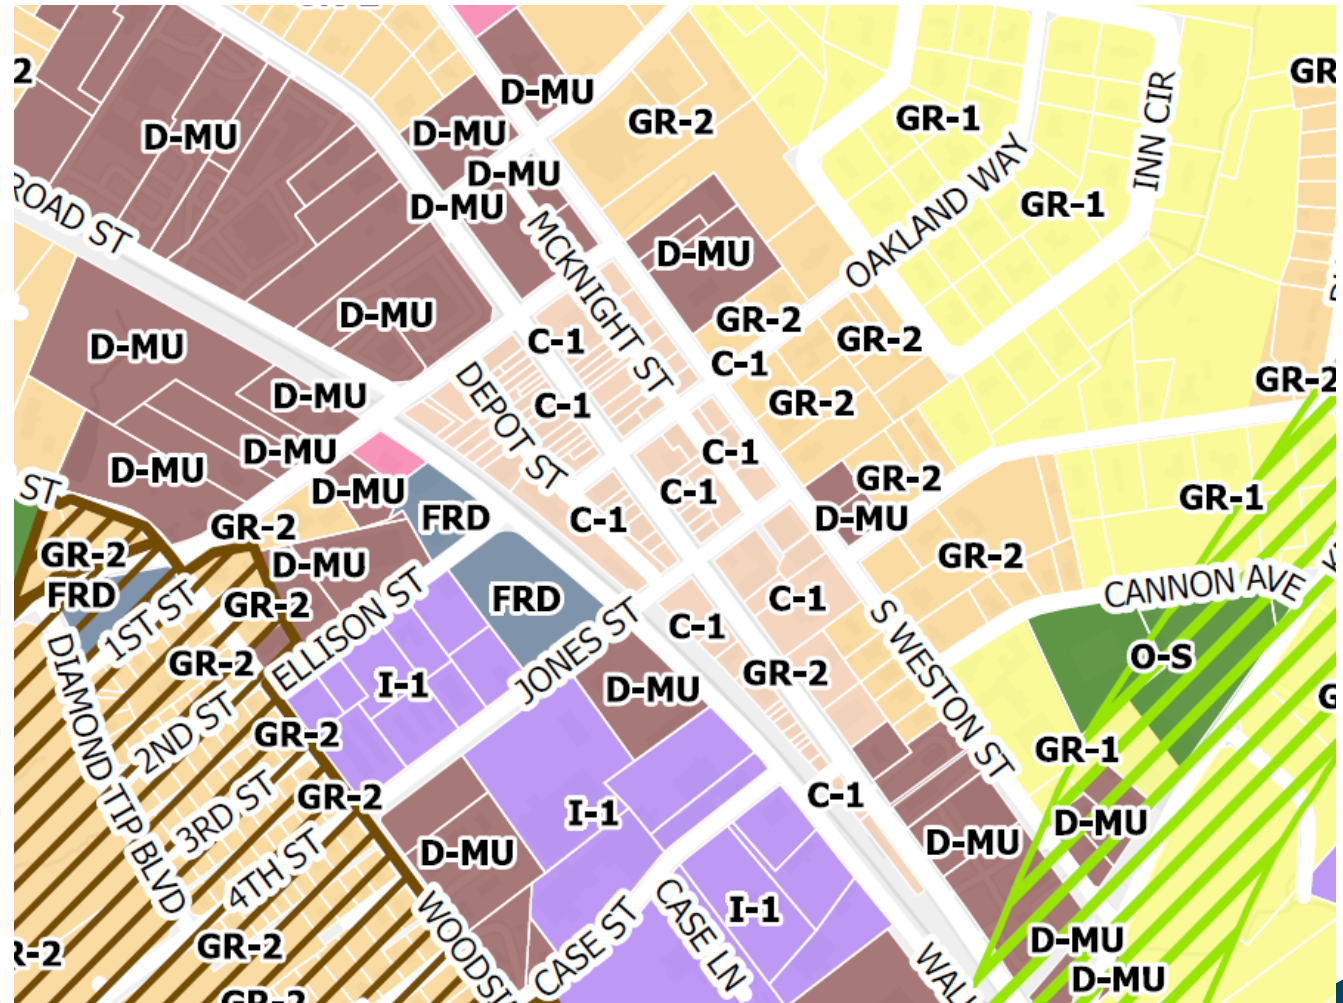 D-MU
GR-2
D-MU
D-MU
GR-1
INN CIR
OAKLAND WAY
D-MU
D-MU
GR-1
ROAD ST
MCKNIGHT ST
D-MU
D-MU
GR-2
GR-2
D-MU
C-1
C-1
GR-2
DEPOT ST
D-MU
C-1
GR-2
D-MU
C-1
D-MU
GR-2
ST
D-MU
C-1
GR-1
FRD
C-1
D-MU
GR-2
GR-2
GR-2
D-MU
CANNON AVE
FRD
ELLISON ST
FRD
C-1
1ST ST
GR-2
JONES ST
C-1
S WESTON ST
DIAMOND TIP BLVD
GR-2
I-1
D-MU
GR-2
O-S
2ND ST
GR-2
GR-1
3RD ST
GR-2
C-1
I-1
D-MU
4TH ST
D-MU
D-MU
CASE ST
CASE LN
I-1
GR-2
D-MU
D-MU